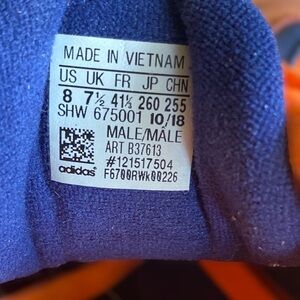 MADE IN VIETNAM
US UK FR JP CHN
8 7½ 41⅓ 260 255
SHW 675001 10/18
MALE/MÂLE
ART B37613
#121517504
adidas F6700RWk00226